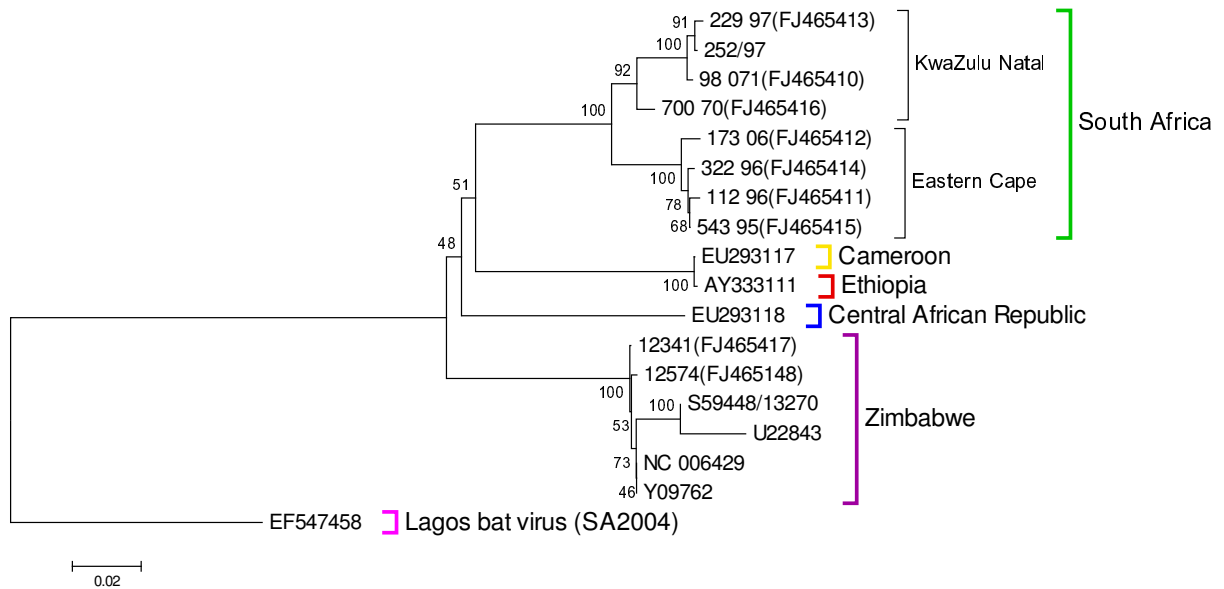 91
229 97(FJ465413)
100
252/97
KwaZulu Natal
92
98 071(FJ465410)
100
700 70(FJ465416)
South Africa
173 06(FJ465412)
100
322 96(FJ465414)
Eastern Cape
51
78
112 96(FJ465411)
68
543 95(FJ465415)
48
EU293117
Cameroon
100
AY333111
Ethiopia
EU293118
Central African Republic
12341(FJ465417)
100
12574(FJ465148)
100
S59448/13270
Zimbabwe
53
U22843
73
NC 006429
46
Y09762
EF547458
Lagos bat virus (SA2004)
0.02